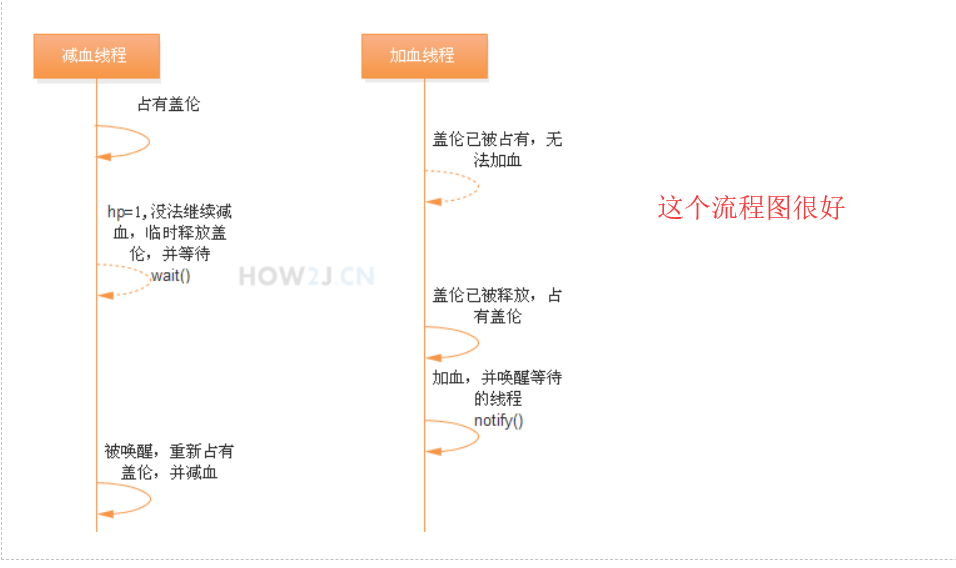 减血线程
加血线程
占有盖伦
盖伦已被占有，无
法加血
hp=1,没法继续减
血，临时释放盖
伦，并等待
wait()
这个流程图很好
HOW2J.CN
盖伦已被释放，占
有盖伦
加血，并唤醒等待
的线程
notify()
被唤醒，重新占有
盖伦，并减血